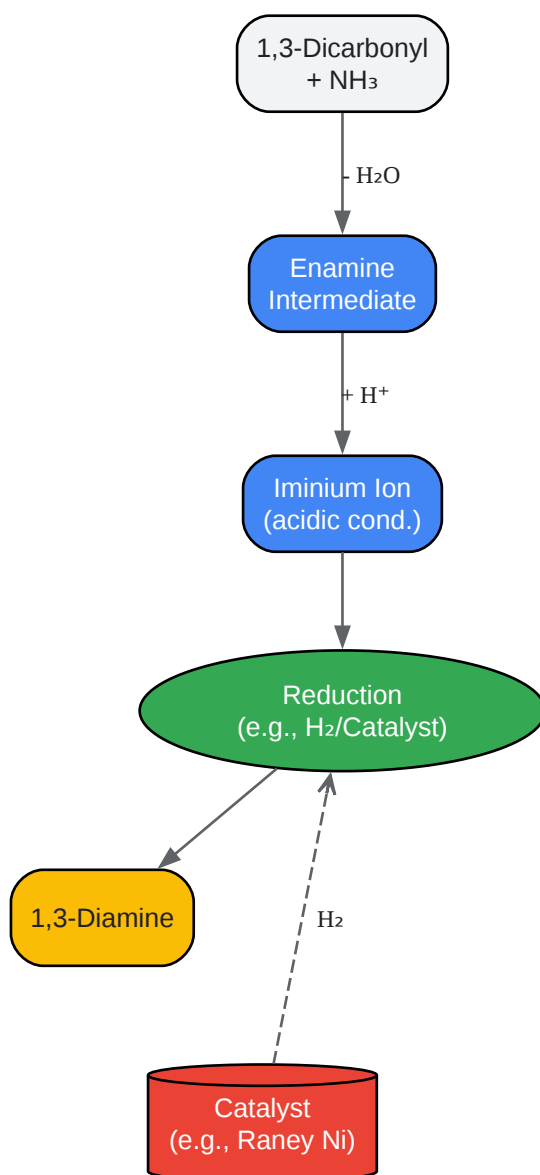 1,3-Dicarbonyl
+ NH₃
- H₂O
Enamine
Intermediate
+ H⁺
Iminium Ion
(acidic cond.)
Reduction
(e.g., H₂/Catalyst)
1,3-Diamine
H₂
Catalyst
(e.g., Raney Ni)